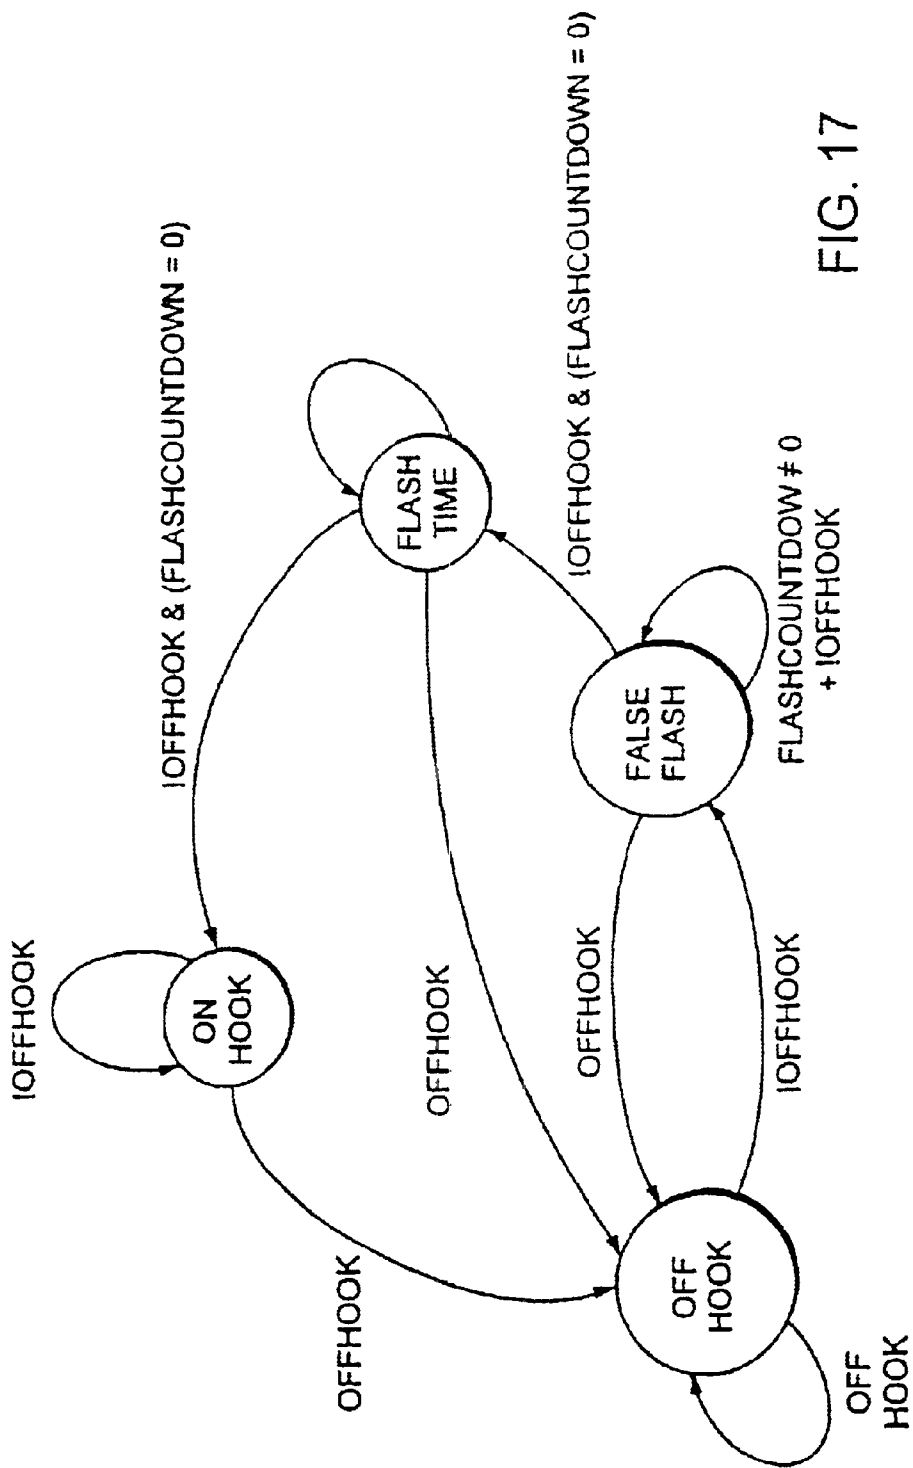 !OFFHOOK
ON
HOOK
!OFFHOOK & (FLASHCOUNTDOWN = 0)
OFFHOOK
FLASH
TIME
OFFHOOK
!OFFHOOK & (FLASHCOUNTDOWN = 0)
OFFHOOK
FALSE
FLASH
OFF
HOOK
!OFFHOOK
FLASHCOUNTDOW ≠ 0
+ !OFFHOOK
OFF
HOOK
FIG. 17